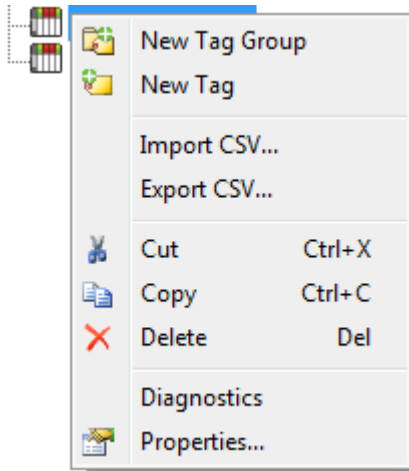 New Tag Group
New Tag
Import CSV...
Export CSV...
Cut Ctrl+X
Copy Ctrl+C
Delete Del
Diagnostics
Properties...